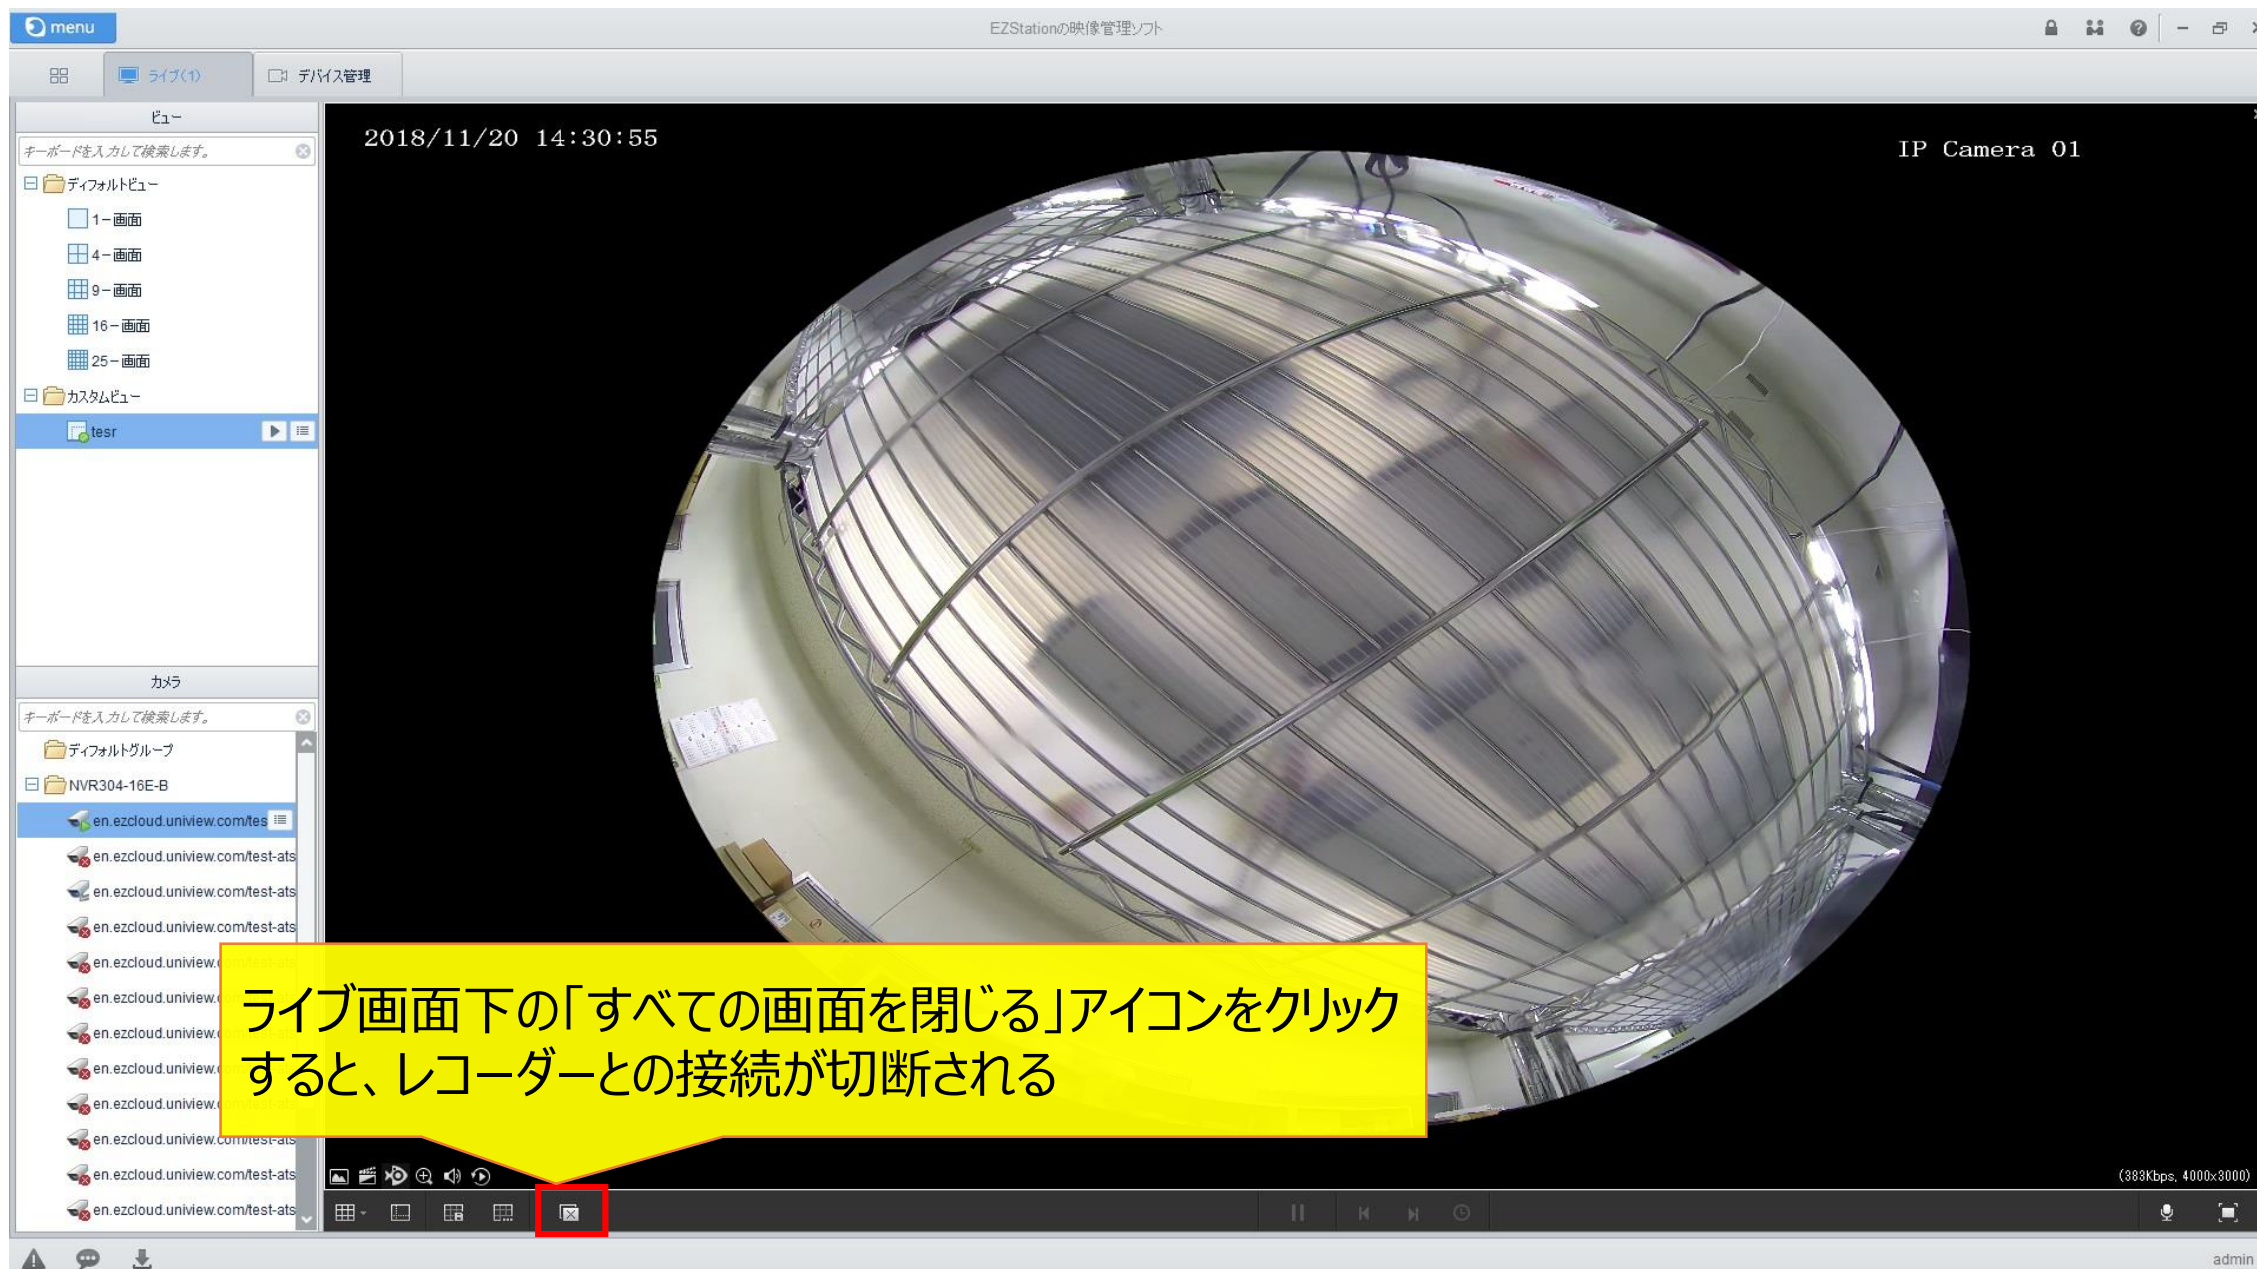 menu
EZStationの映像管理ソフト
ライブ(1)
デバイス管理
ビュー
キーボードを入力して検索します。
ディフォルトビュー
1-画面
4-画面
9-画面
16-画面
25-画面
カスタムビュー
tesr
カメラ
キーボードを入力して検索します。
ディフォルトグループ
NVR304-16E-B
en.ezcloud.uniview.com/tes
en.ezcloud.uniview.com/test-ats
en.ezcloud.uniview.com/test-ats
en.ezcloud.uniview.com/test-ats
en.ezcloud.uniview.com/test-ats
en.ezcloud.uniview.
en.ezcloud.uniview.
en.ezcloud.uniview.
en.ezcloud.uniview.com/test-ats
en.ezcloud.uniview.com/test-ats
en.ezcloud.uniview.com/test-ats
en.ezcloud.uniview.com/test-ats
2018/11/20 14:30:55
IP Camera 01
ライブ画面下の「すべての画面を閉じる」アイコンをクリック
すると、レコーダーとの接続が切断される
(383Kbps, 4000x3000)
admin